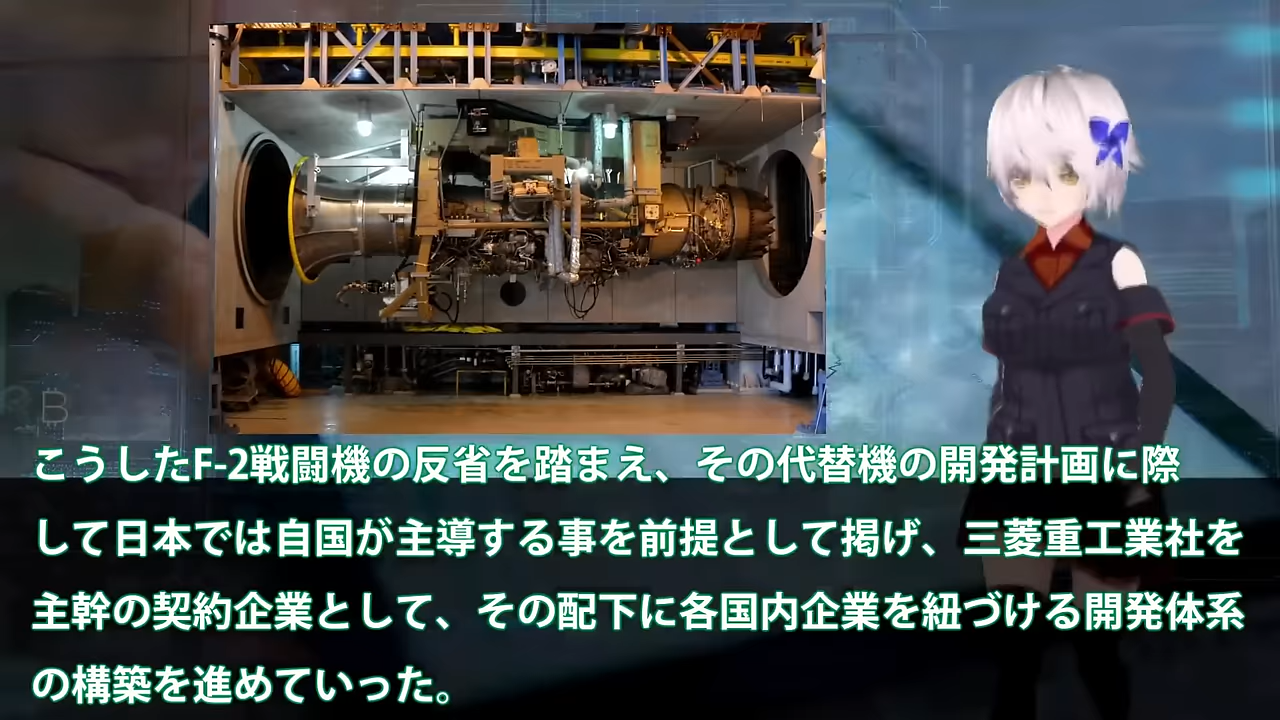 こうしたF-2戦闘機の反省を踏まえ、その代替機の開発計画に際
して日本では自国が主導する事を前提として掲げ、三菱重工業社を
主幹の契約企業として、その配下に各国内企業を紐づける開発体系
の構築を進めていった。